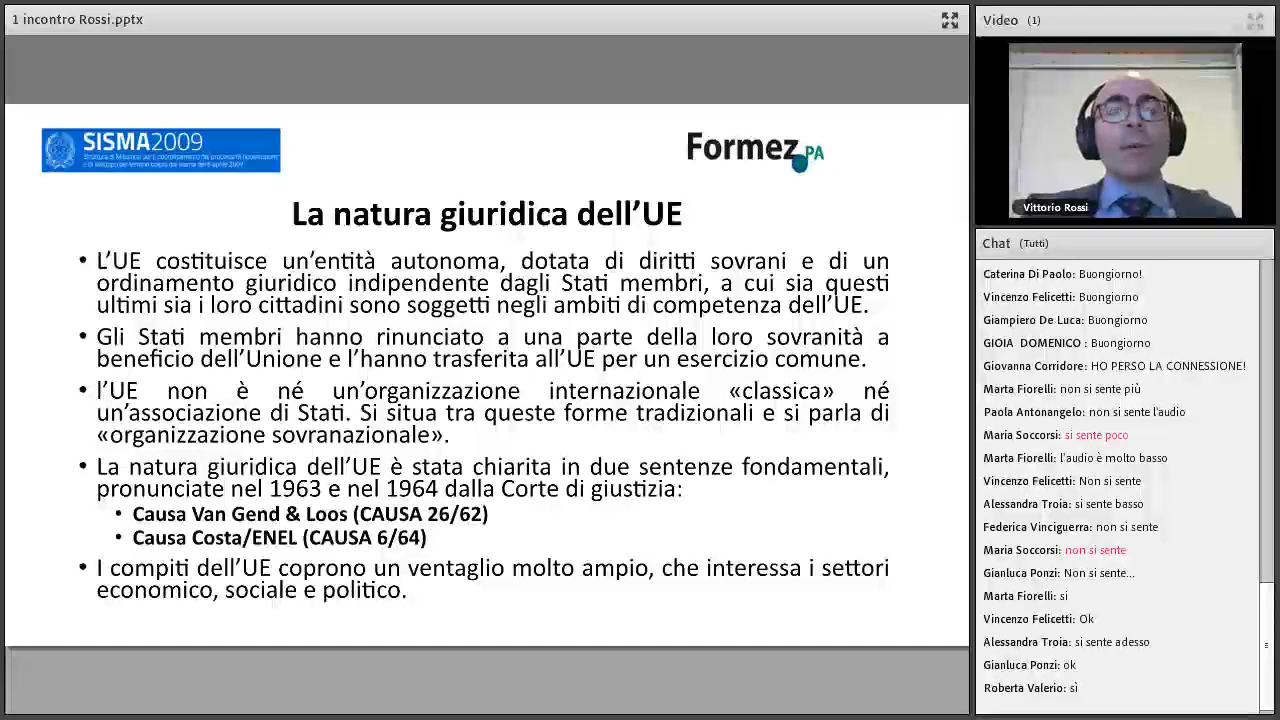 1 incontro Rossi.pptx
SISMA2009
Formez PA
La natura giuridica dell'UE
• L'UE costituisce un'entità autonoma, dotata di diritti sovrani e di un
ordinamento giuridico indipendente dagli Stati membri, a cui sia questi
ultimi sia i loro cittadini sono soggetti negli ambiti di competenza dell'UE.
• Gli Stati membri hanno rinunciato a una parte della loro sovranità a
beneficio dell'Unione e l'hanno trasferita all'UE per un esercizio comune.
• l'UE non è né un'organizzazione internazionale «classica» né
un'associazione di Stati. Si situa tra queste forme tradizionali e si parla di
«organizzazione sovranazionale».
• La natura giuridica dell'UE è stata chiarita in due sentenze fondamentali,
pronunciate nel 1963 e nel 1964 dalla Corte di giustizia:
• Causa Van Gend & Loos (CAUSA 26/62)
• Causa Costa/ENEL (CAUSA 6/64)
• I compiti dell'UE coprono un ventaglio molto ampio, che interessa i settori
economico, sociale e politico.
Video (1)
Vittorio Rossi
Chat (Tutti)
Caterina Di Paolo: Buongiorno!
Vincenzo Felicetti: Buongiorno
Giampiero De Luca: Buongiorno
GIOIA DOMENICO : Buongiorno
Giovanna Corridore: HO PERSO LA CONNESSIONE!
Marta Fiorelli: non si sente più
Paola Antonangelo: non si sente l'audio
Maria Soccorsi: si sente poco
Marta Fiorelli: l'audio è molto basso
Vincenzo Felicetti: Non si sente
Alessandra Troia: si sente basso
Federica Vinciguerra: non si sente
Maria Soccorsi: non si sente
Gianluca Ponzi: Non si sente...
Marta Fiorelli: si
Vincenzo Felicetti: Ok
Alessandra Troia: si sente adesso
Gianluca Ponzi: ok
Roberta Valerio: sì